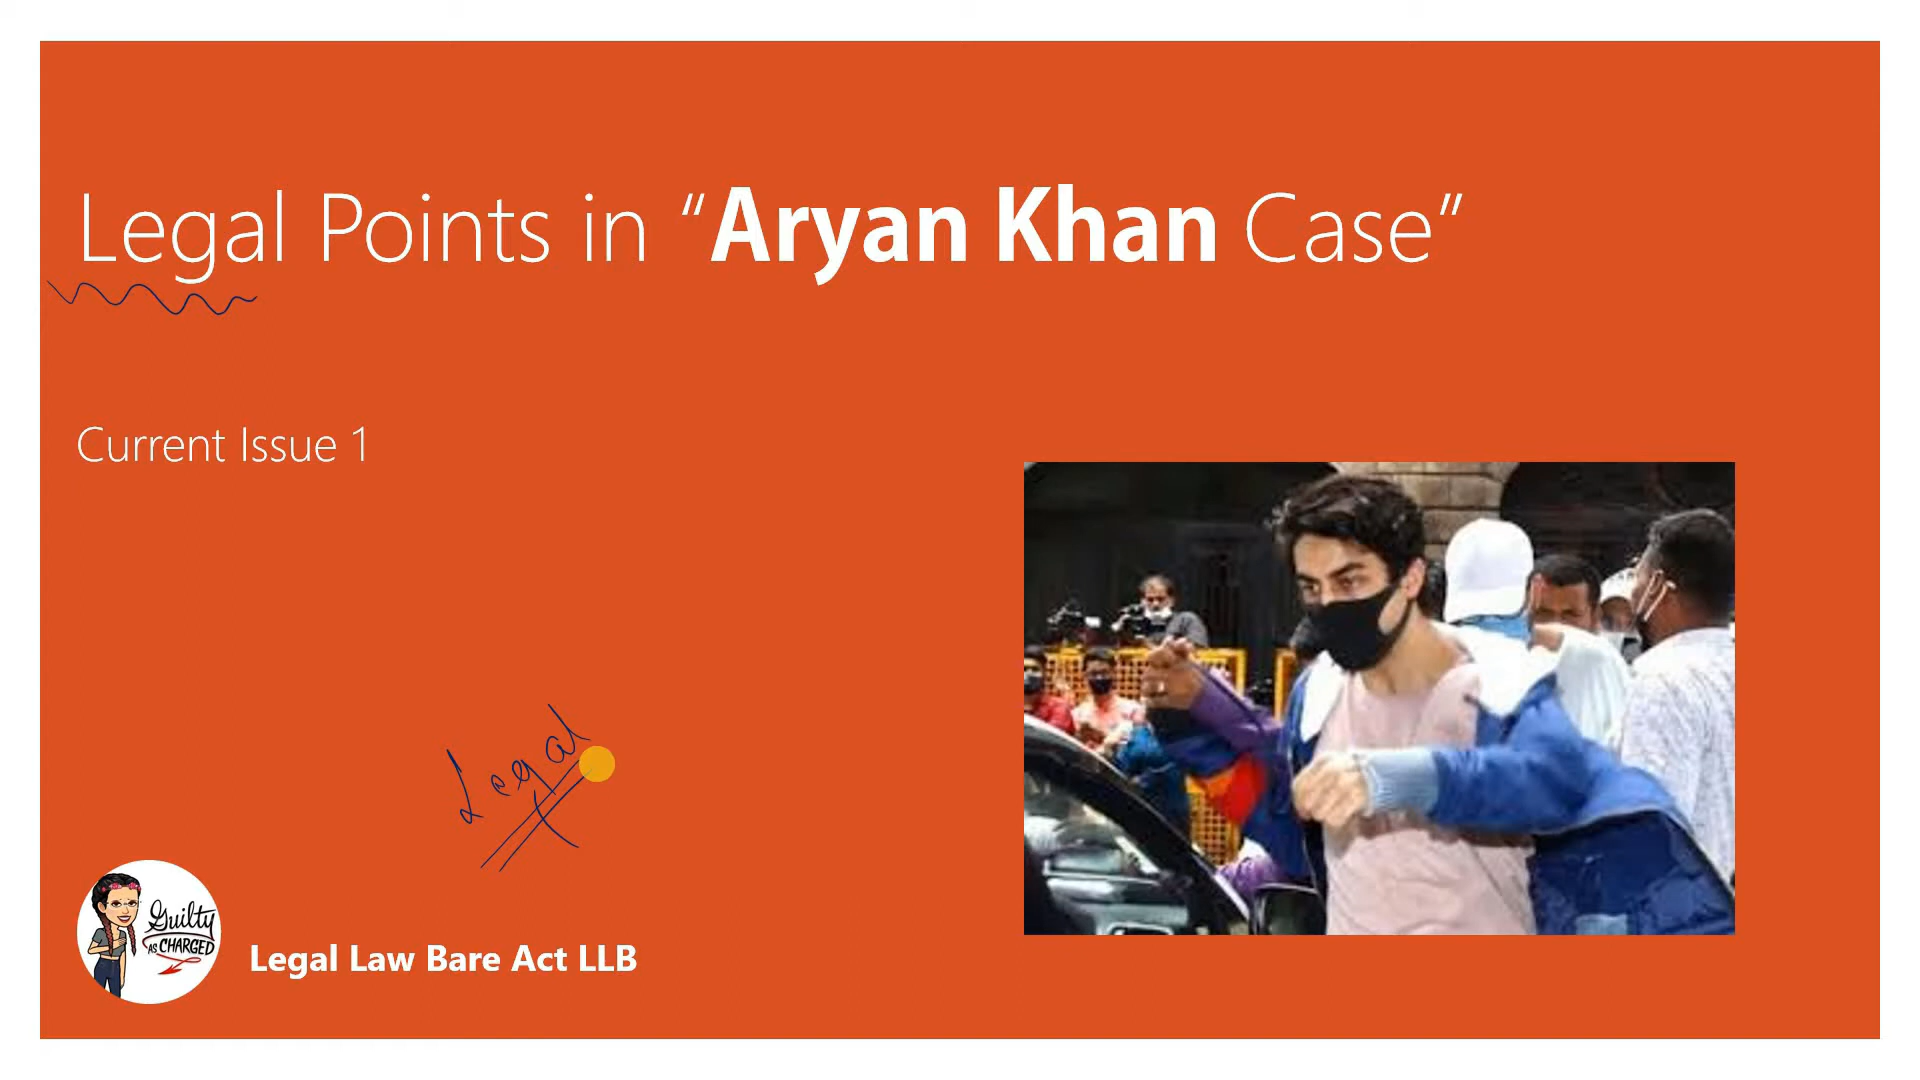 Legal Points in “Aryan Khan Case”
Current Issue 1
Legal
Guilty
AS CHARGED
Legal Law Bare Act LLB